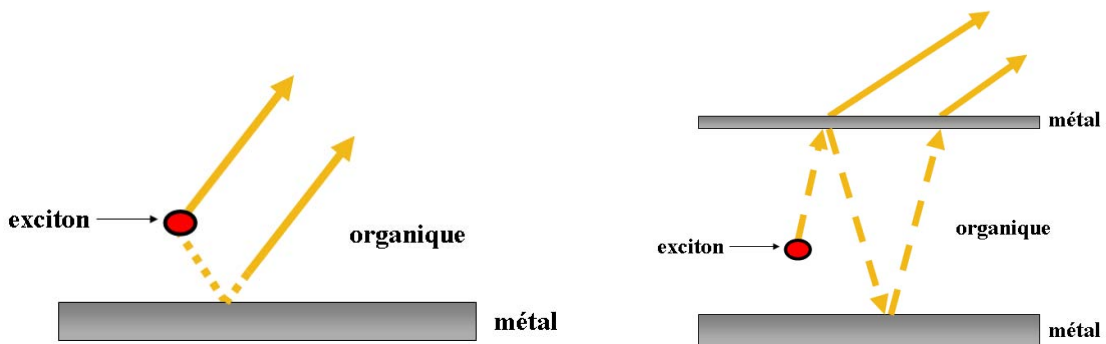 exciton
organique
métal
métal
exciton
organique
métal